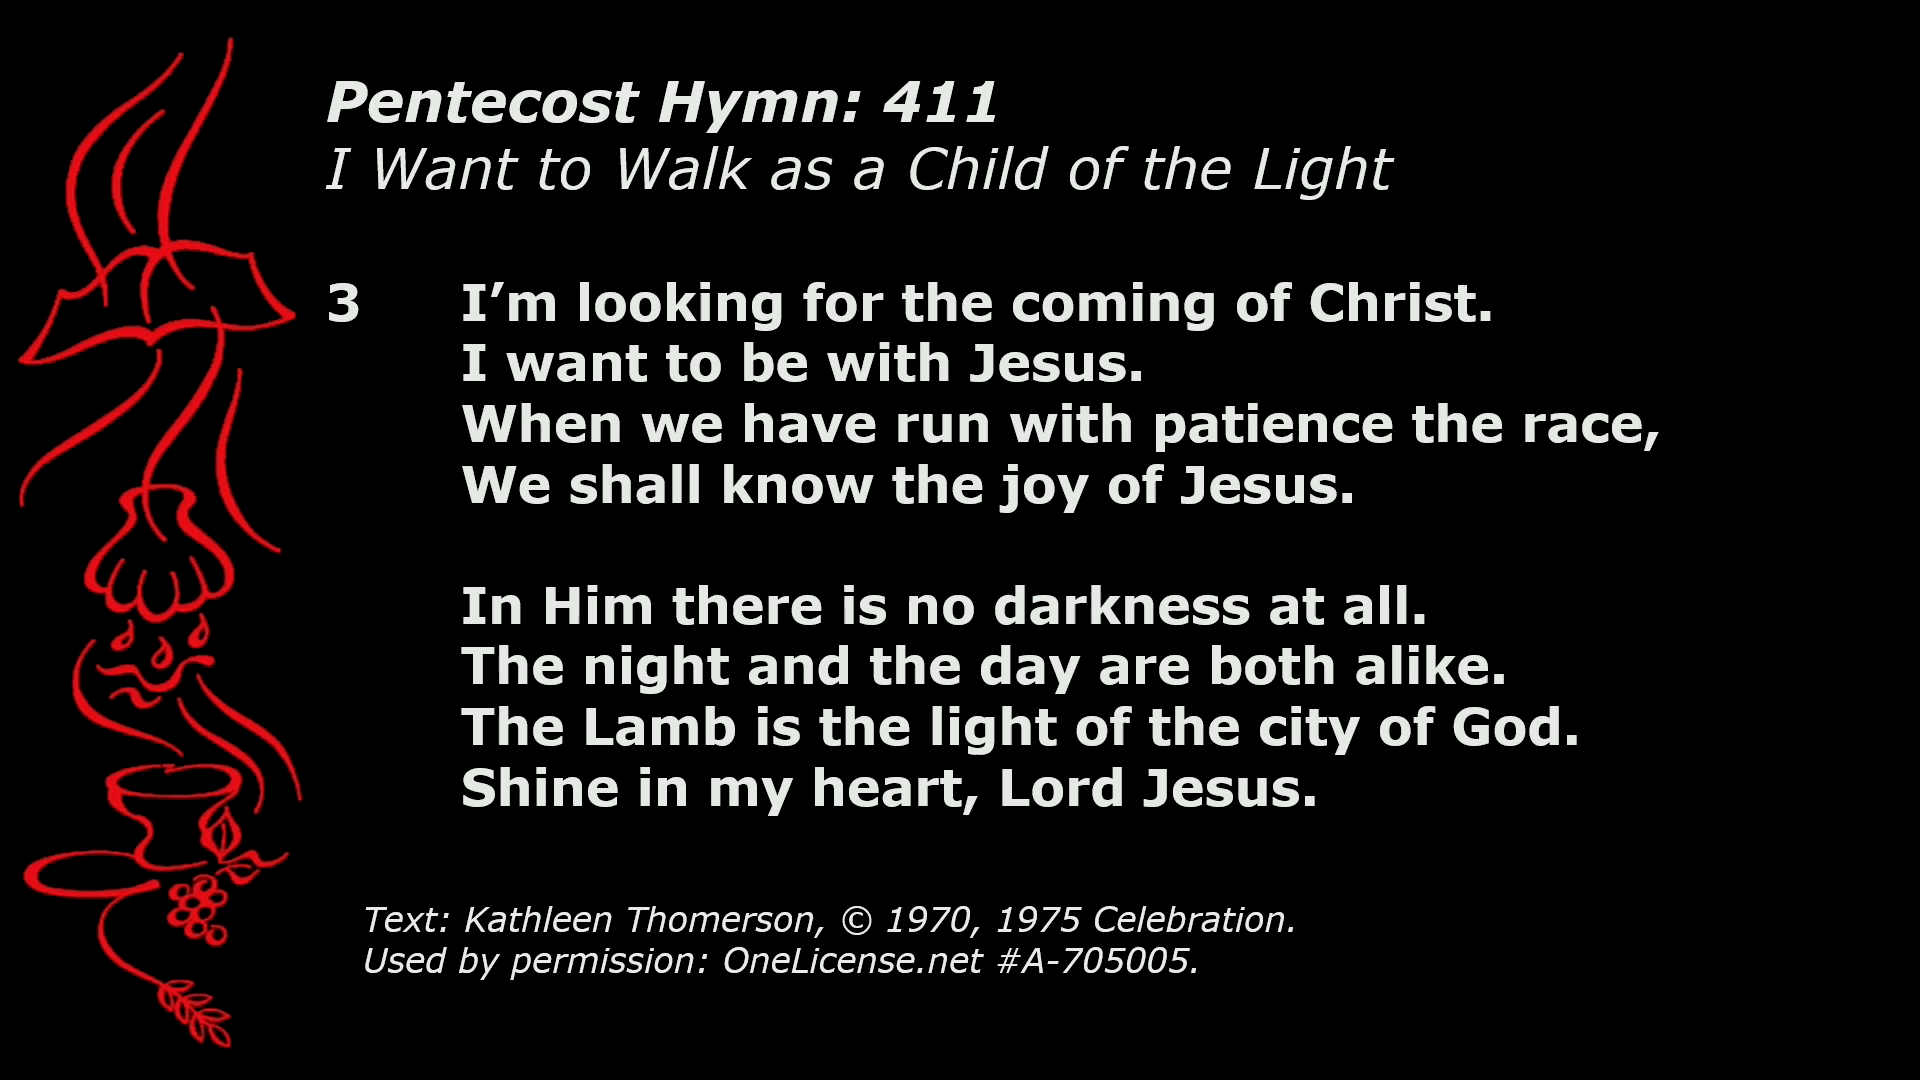 Pentecost Hymn: 411
I Want to Walk as a Child of the Light
3 I’m looking for the coming of Christ.
I want to be with Jesus.
When we have run with patience the race,
We shall know the joy of Jesus.
In Him there is no darkness at all.
The night and the day are both alike.
The Lamb is the light of the city of God.
Shine in my heart, Lord Jesus.
Text: Kathleen Thomerson, © 1970, 1975 Celebration.
Used by permission: OneLicense.net #A-705005.